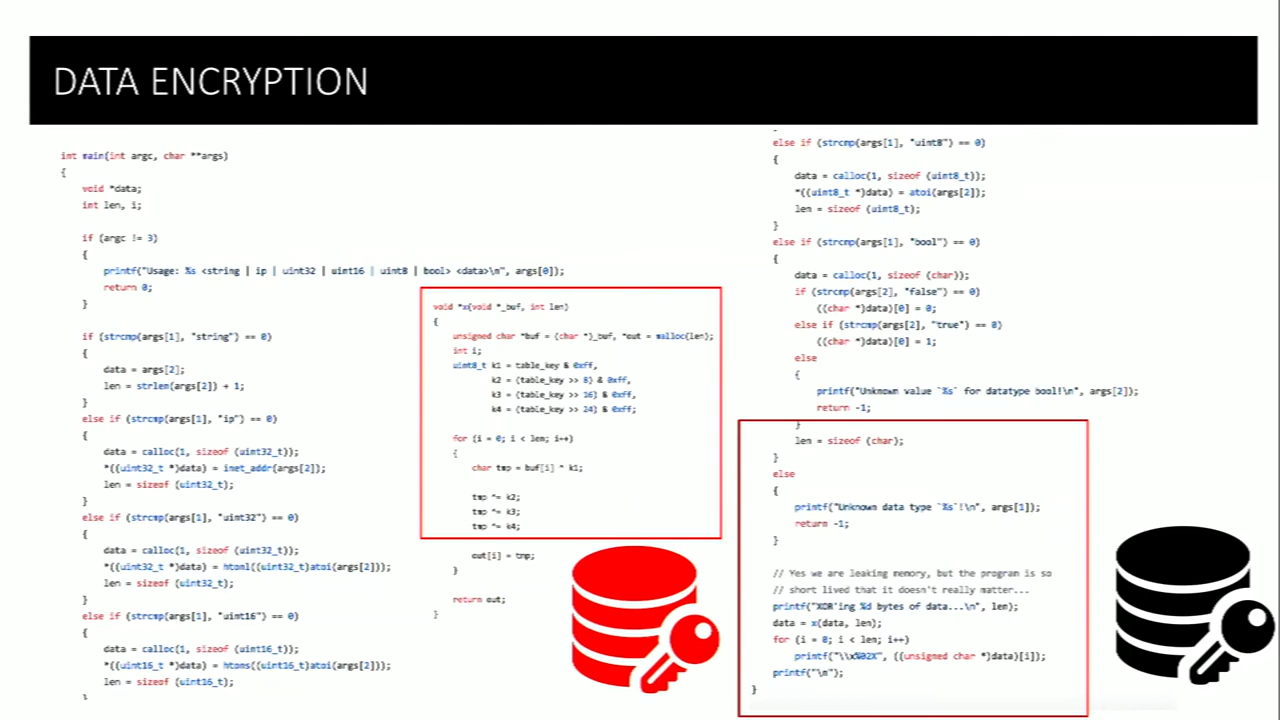 DATA ENCRYPTION
int main(int argc, char **args)
{
void *data;
int len, i;
if (argc != 3)
{
printf("Usage: %s <string | ip | uint32 | uint16 | uint8 | bool> <data>\n", args[0]);
return 0;
}
if (strcmp(args[1], "string") == 0)
{
data = args[2];
len = strlen(args[2]) + 1;
}
else if (strcmp(args[1], "ip") == 0)
{
data = calloc(1, sizeof (uint32_t));
*((uint32_t *)data) = inet_addr(args[2]);
len = sizeof (uint32_t);
}
else if (strcmp(args[1], "uint32") == 0)
{
data = calloc(1, sizeof (uint32_t));
*((uint32_t *)data) = htonl((uint32_t)atoi(args[2]));
len = sizeof (uint32_t);
}
else if (strcmp(args[1], "uint16") == 0)
{
data = calloc(1, sizeof (uint16_t));
*((uint16_t *)data) = htons((uint16_t)atoi(args[2]));
len = sizeof (uint16_t);
}
void *x(void *_buf, int len)
{
unsigned char *buf = (char *)_buf, *out = malloc(len);
int i;
uint8_t k1 = table_key & 0xff,
k2 = (table_key >> 8) & 0xff,
k3 = (table_key >> 16) & 0xff,
k4 = (table_key >> 24) & 0xff;
for (i = 0; i < len; i++)
{
char tmp = buf[i] ^ k1;
tmp ^= k2;
tmp ^= k3;
tmp ^= k4;
out[i] = tmp;
}
return out;
}
else if (strcmp(args[1], "uint8") == 0)
{
data = calloc(1, sizeof (uint8_t));
*((uint8_t *)data) = atoi(args[2]);
len = sizeof (uint8_t);
}
else if (strcmp(args[1], "bool") == 0)
{
data = calloc(1, sizeof (char));
if (strcmp(args[2], "false") == 0)
((char *)data)[0] = 0;
else if (strcmp(args[2], "true") == 0)
((char *)data)[0] = 1;
else
{
printf("Unknown value `%s` for datatype bool!\n", args[2]);
return -1;
}
len = sizeof (char);
}
else
{
printf("Unknown data type `%s`!\n", args[1]);
return -1;
}
// Yes we are leaking memory, but the program is so
// short lived that it doesn't really matter...
printf("XOR'ing %d bytes of data...\n", len);
data = x(data, len);
for (i = 0; i < len; i++)
printf("\\x%02X", ((unsigned char *)data)[i]);
printf("\n");
}